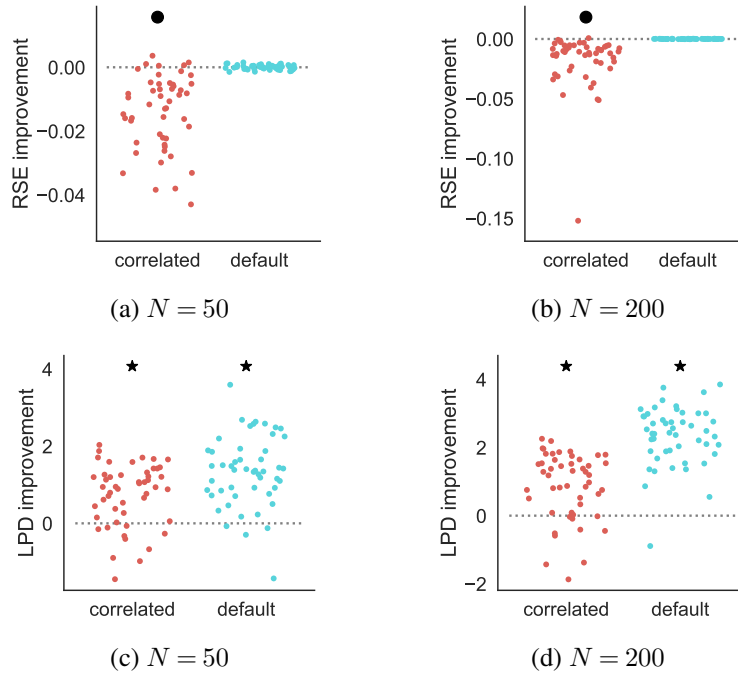 RSE improvement
0.00
−0.02
−0.04
correlated default
(a) N = 50
RSE improvement
0.00
−0.05
−0.10
−0.15
correlated default
(b) N = 200
LPD improvement
4
2
0
correlated default
(c) N = 50
LPD improvement
4
2
0
−2
correlated default
(d) N = 200